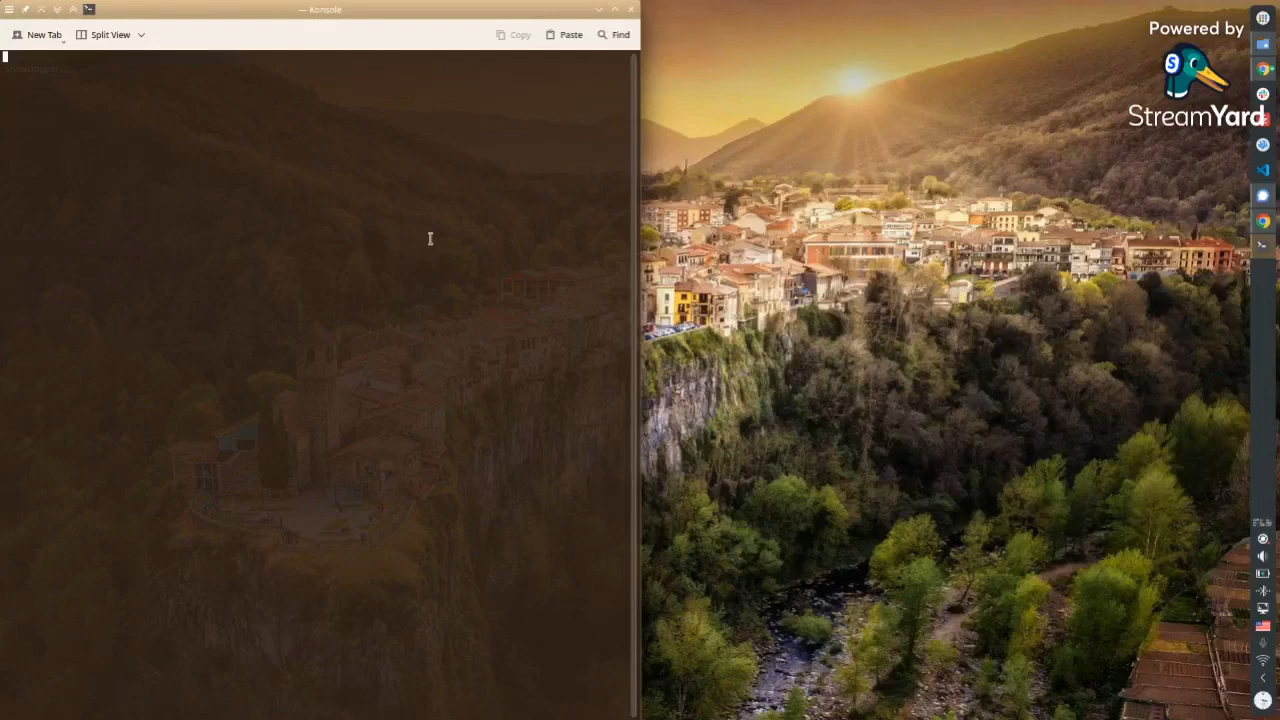 — Konsole
New Tab
Split View
Copy
Paste
Find
Powered by
S
StreamYard